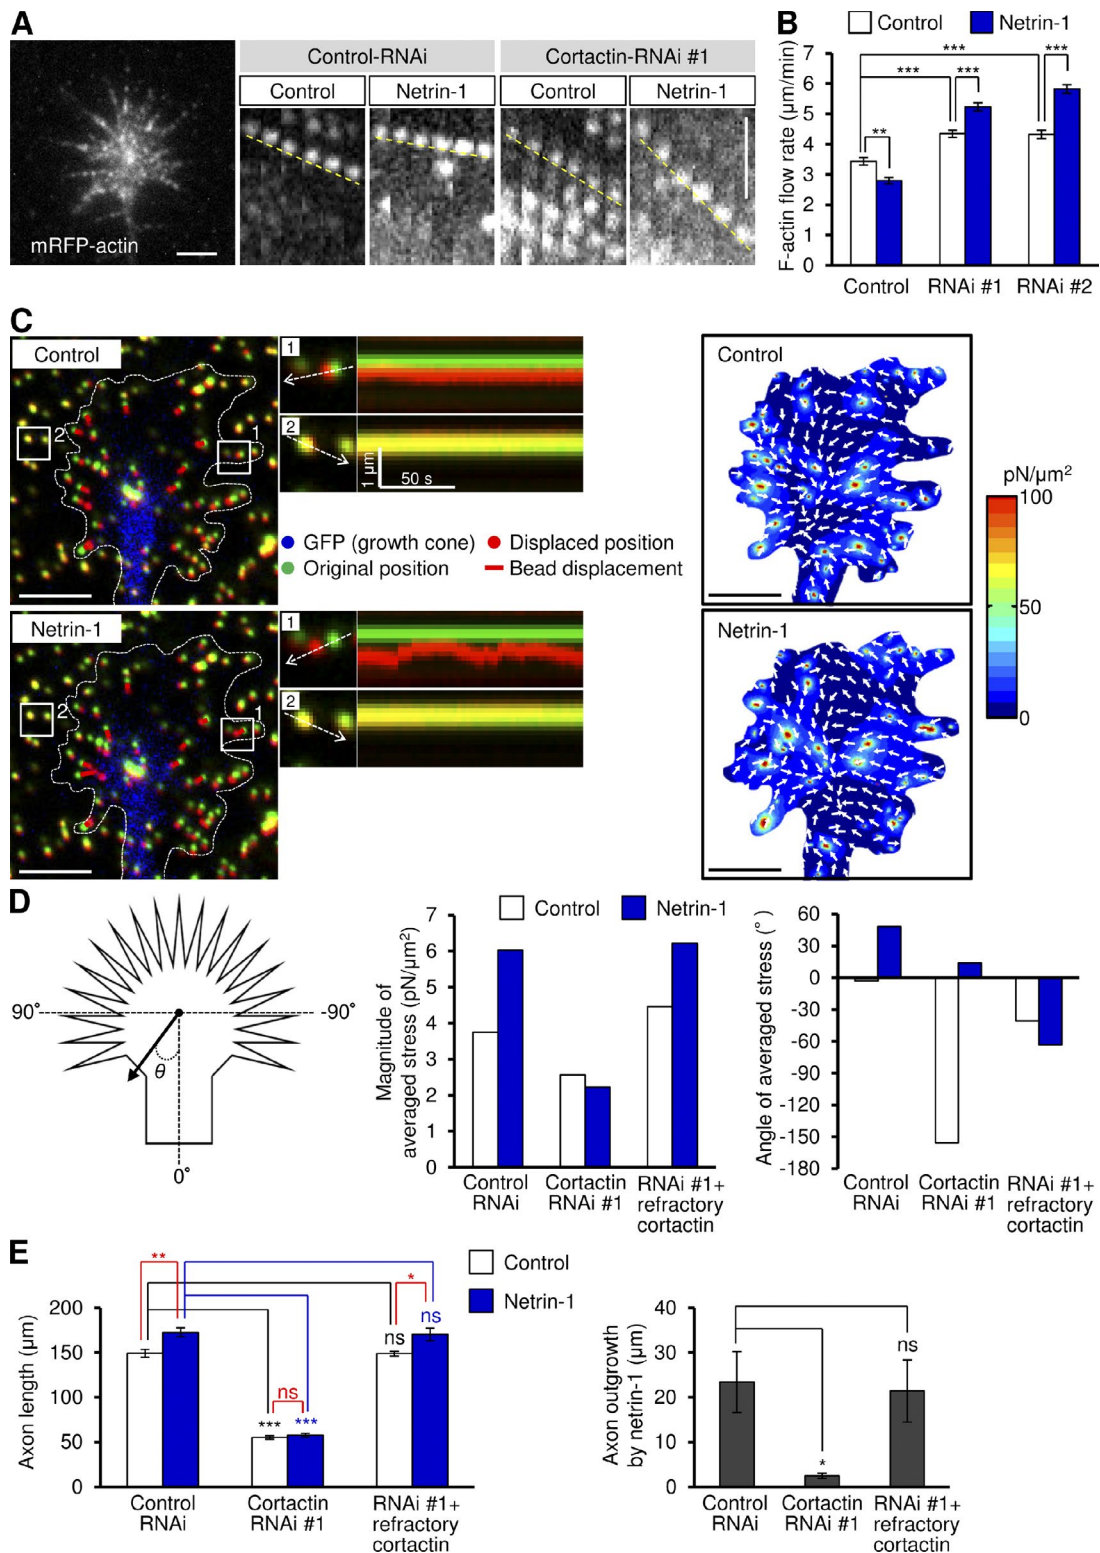 A
Control-RNAi
Cortactin-RNAi #1
Control
Netrin-1
Control
Netrin-1
mRFP-actin
B
Control
Netrin-1
F-actin flow rate (µm/min)
7
6
5
4
3
2
1
0
***
***
***
***
**
Control
RNAi #1
RNAi #2
C
Control
1
2
1
2
1 µm
50 s
GFP (growth cone)
Displaced position
Original position
Bead displacement
Netrin-1
1
2
1
2
Control
Netrin-1
pN/µm²
100
50
0
D
90°
-90°
θ
0°
Control
Netrin-1
Magnitude of
averaged stress (pN/µm²)
7
6
5
4
3
2
1
0
Control
RNAi
Cortactin
RNAi #1
RNAi #1+
refractory
cortactin
Angle of averaged stress (°)
60
30
0
-30
-60
-90
-120
-150
-180
Control
RNAi
Cortactin
RNAi #1
RNAi #1+
refractory
cortactin
E
Control
Netrin-1
Axon length (µm)
200
150
100
50
0
**
*
ns
ns
ns
***
***
Control
RNAi
Cortactin
RNAi #1
RNAi #1+
refractory
cortactin
Axon outgrowth
by netrin-1 (µm)
40
30
20
10
0
ns
*
Control
RNAi
Cortactin
RNAi #1
RNAi #1+
refractory
cortactin